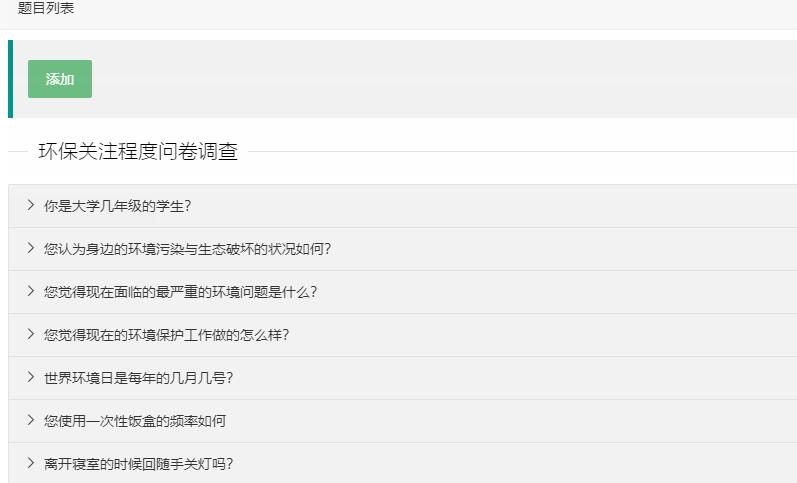 题目列表
添加
环保关注程度问卷调查
你是大学几年级的学生?
您认为身边的环境污染与生态破坏的状况如何?
您觉得现在面临的最严重的环境问题是什么?
您觉得现在的环境保护工作做的怎么样?
世界环境日是每年的几月几号?
您使用一次性饭盒的频率如何
离开寝室的时候回随手关灯吗?